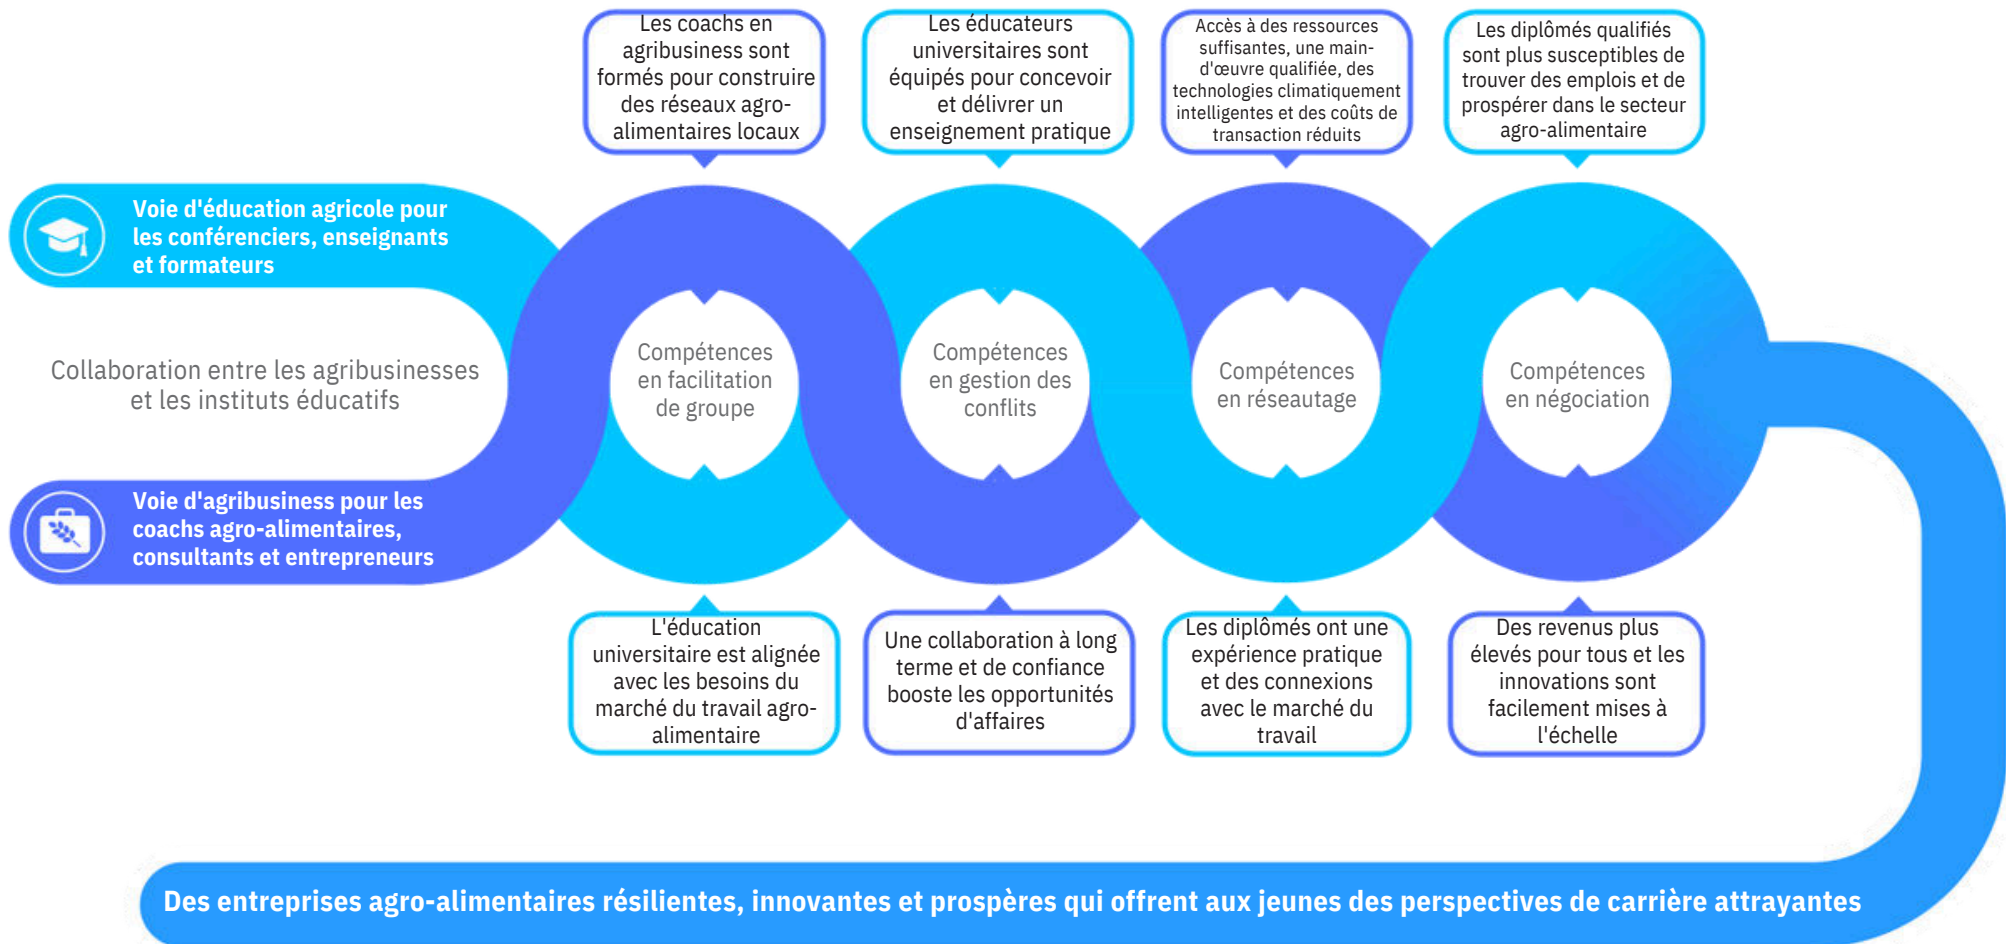 Les coachs en
agribusiness sont
formés pour construire
des réseaux agro-
alimentaires locaux
Les éducateurs
universitaires sont
équipés pour concevoir
et délivrer un
enseignement pratique
Accès à des ressources
suffisantes, une main-
d'œuvre qualifiée, des
technologies climatiquement
intelligentes et des coûts de
transaction réduits
Les diplômés qualifiés
sont plus susceptibles de
trouver des emplois et de
prospérer dans le secteur
agro-alimentaire
Voie d'éducation agricole pour
les conférenciers, enseignants
et formateurs
Collaboration entre les agribusinesses
et les instituts éducatifs
Compétences
en facilitation
de groupe
Compétences
en gestion des
conflits
Compétences
en réseautage
Compétences
en négociation
Voie d'agribusiness pour les
coachs agro-alimentaires,
consultants et entrepreneurs
L'éducation
universitaire est alignée
avec les besoins du
marché du travail agro-
alimentaire
Une collaboration à long
terme et de confiance
booste les opportunités
d'affaires
Les diplômés ont une
expérience pratique
et des connexions
avec le marché du
travail
Des revenus plus
élevés pour tous et les
innovations sont
facilement mises à
l'échelle
Des entreprises agro-alimentaires résilientes, innovantes et prospères qui offrent aux jeunes des perspectives de carrière attrayantes